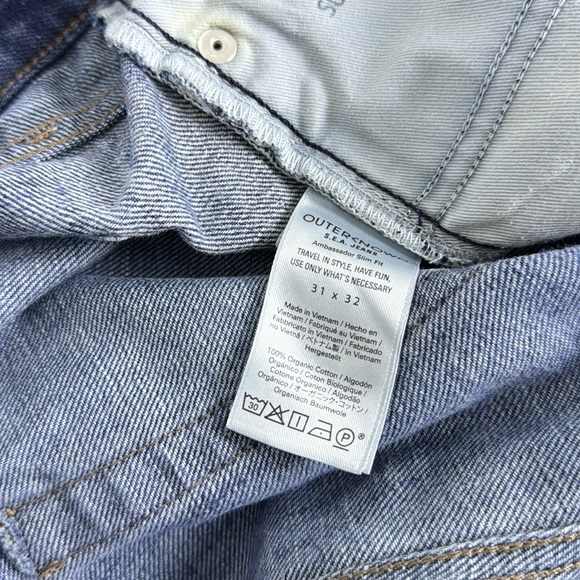 OUTERKNOWN
S.E.A. JEANS
Ambassador Slim Fit
TRAVEL IN STYLE, HAVE FUN,
USE ONLY WHAT'S NECESSARY
31 x 32
Made in Vietnam / Hecho en
Vietnam / Fabriqué au Vietnam /
Fabbricato in Vietnam / Fabricado
no Vietnã / ベトナム製 / In Vietnam
Hergestellt
100% Organic Cotton / Algodón
Orgánico / Coton Biologique /
Cotone Organico / Algodão
Orgânico / オーガニック・コットン /
Organisch Baumwolle
30 P ®